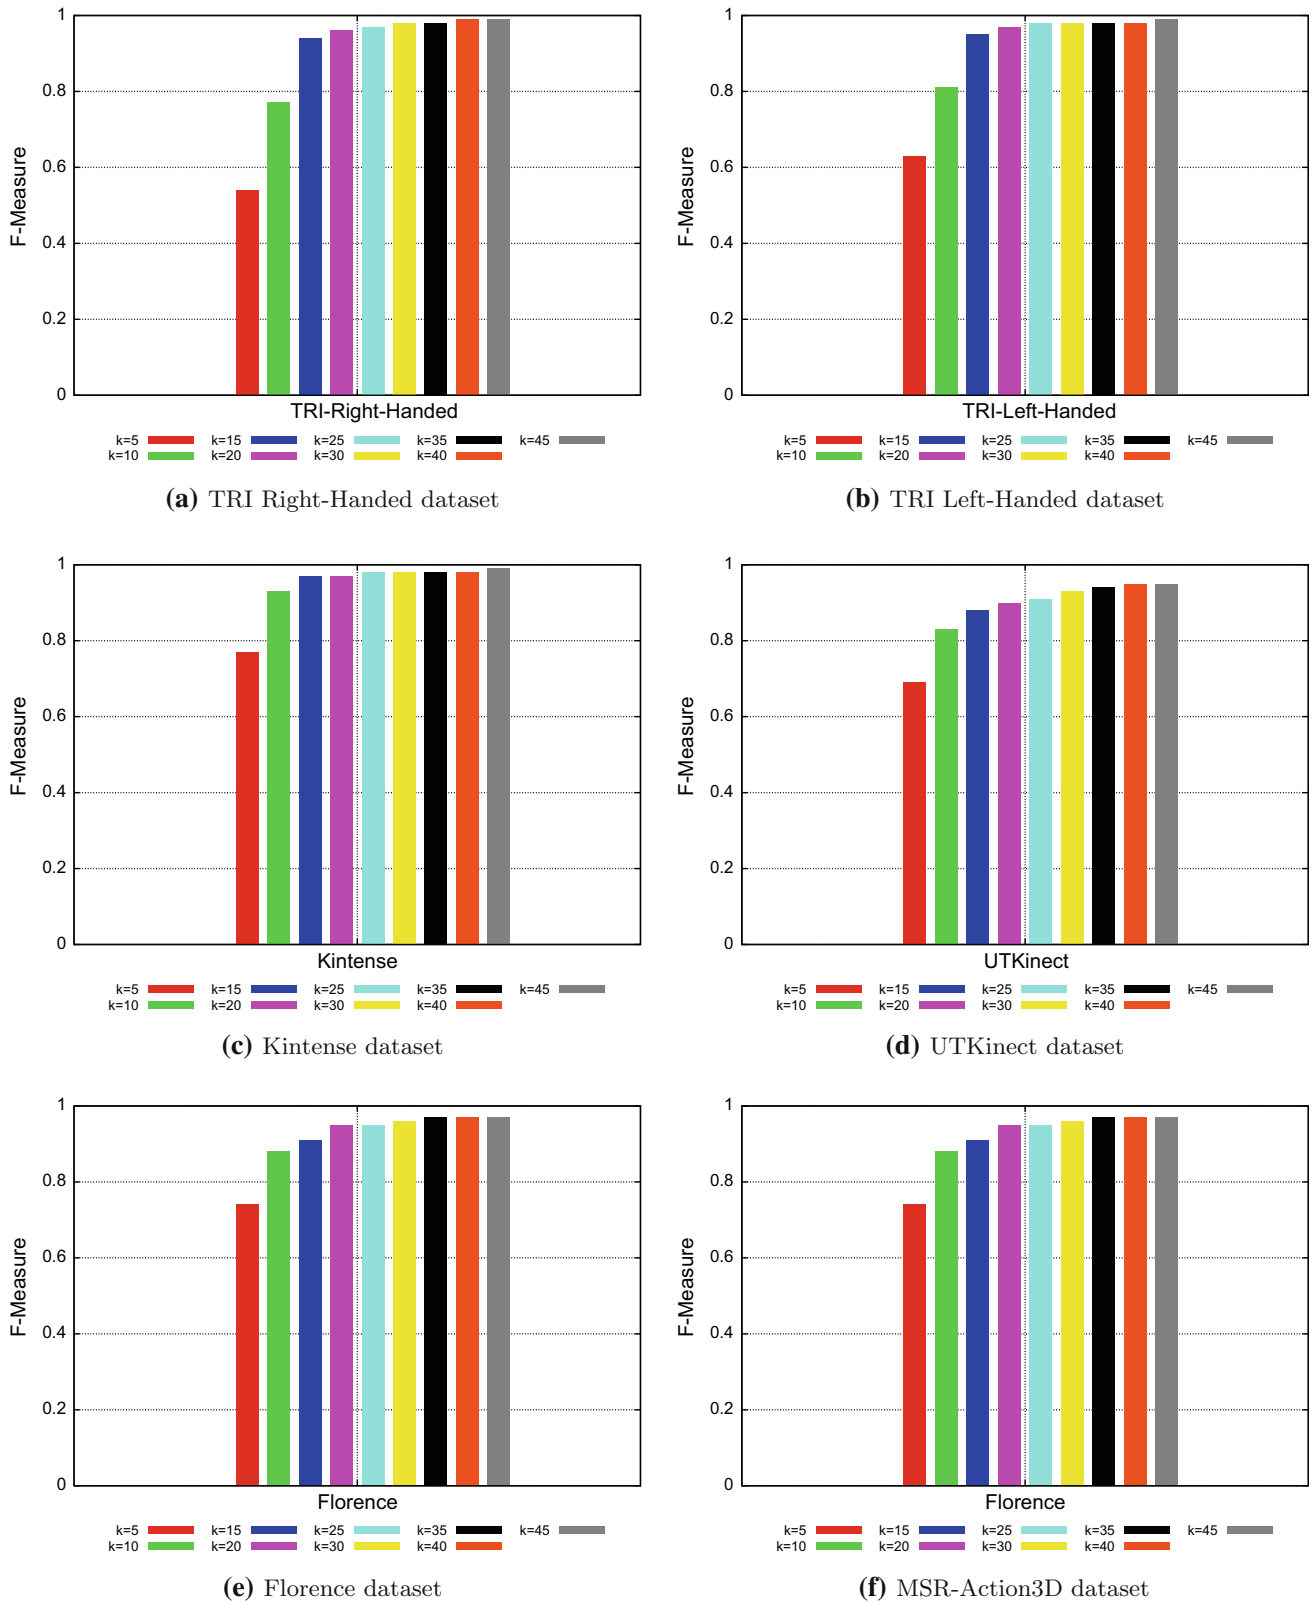 1
0.8
0.6
0.4
0.2
0
F-Measure
TRI-Right-Handed
k=5 k=15 k=25 k=35 k=45
k=10 k=20 k=30 k=40
(a) TRI Right-Handed dataset
1
0.8
0.6
0.4
0.2
0
F-Measure
TRI-Left-Handed
k=5 k=15 k=25 k=35 k=45
k=10 k=20 k=30 k=40
(b) TRI Left-Handed dataset
1
0.8
0.6
0.4
0.2
0
F-Measure
Kintense
k=5 k=15 k=25 k=35 k=45
k=10 k=20 k=30 k=40
(c) Kintense dataset
1
0.8
0.6
0.4
0.2
0
F-Measure
UTKinect
k=5 k=15 k=25 k=35 k=45
k=10 k=20 k=30 k=40
(d) UTKinect dataset
1
0.8
0.6
0.4
0.2
0
F-Measure
Florence
k=5 k=15 k=25 k=35 k=45
k=10 k=20 k=30 k=40
(e) Florence dataset
1
0.8
0.6
0.4
0.2
0
F-Measure
Florence
k=5 k=15 k=25 k=35 k=45
k=10 k=20 k=30 k=40
(f) MSR-Action3D dataset